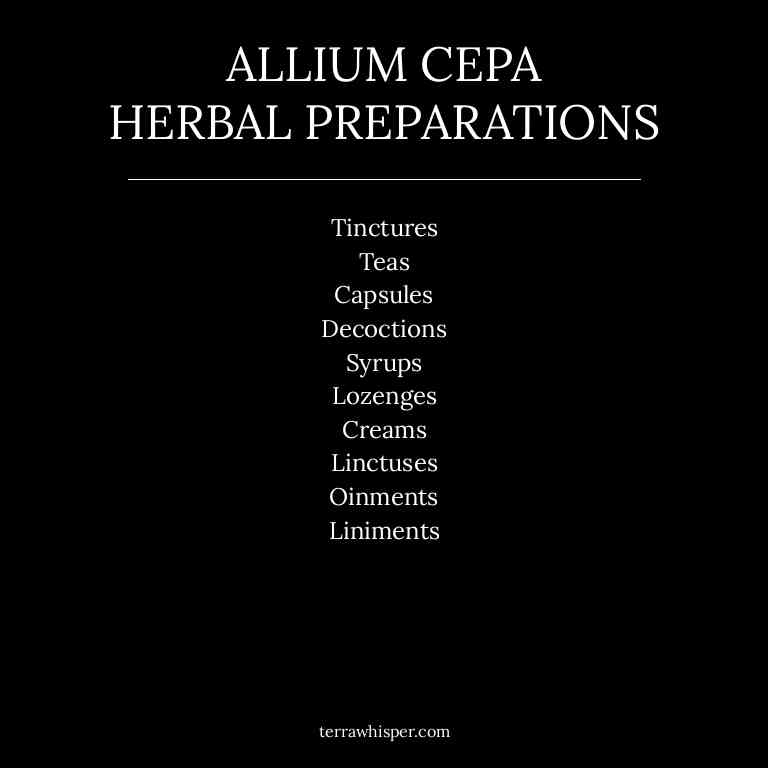 ALLIUM CEPA
HERBAL PREPARATIONS
Tinctures
Teas
Capsules
Decoctions
Syrups
Lozenges
Creams
Linctuses
Oinments
Liniments
terrawhisper.com